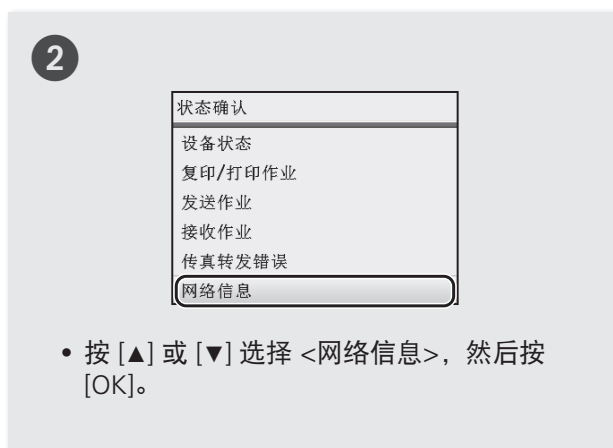 2
状态确认
设备状态
复印/打印作业
发送作业
接收作业
传真转发错误
网络信息
• 按 [▲] 或 [▼] 选择 <网络信息>，然后按
[OK]。